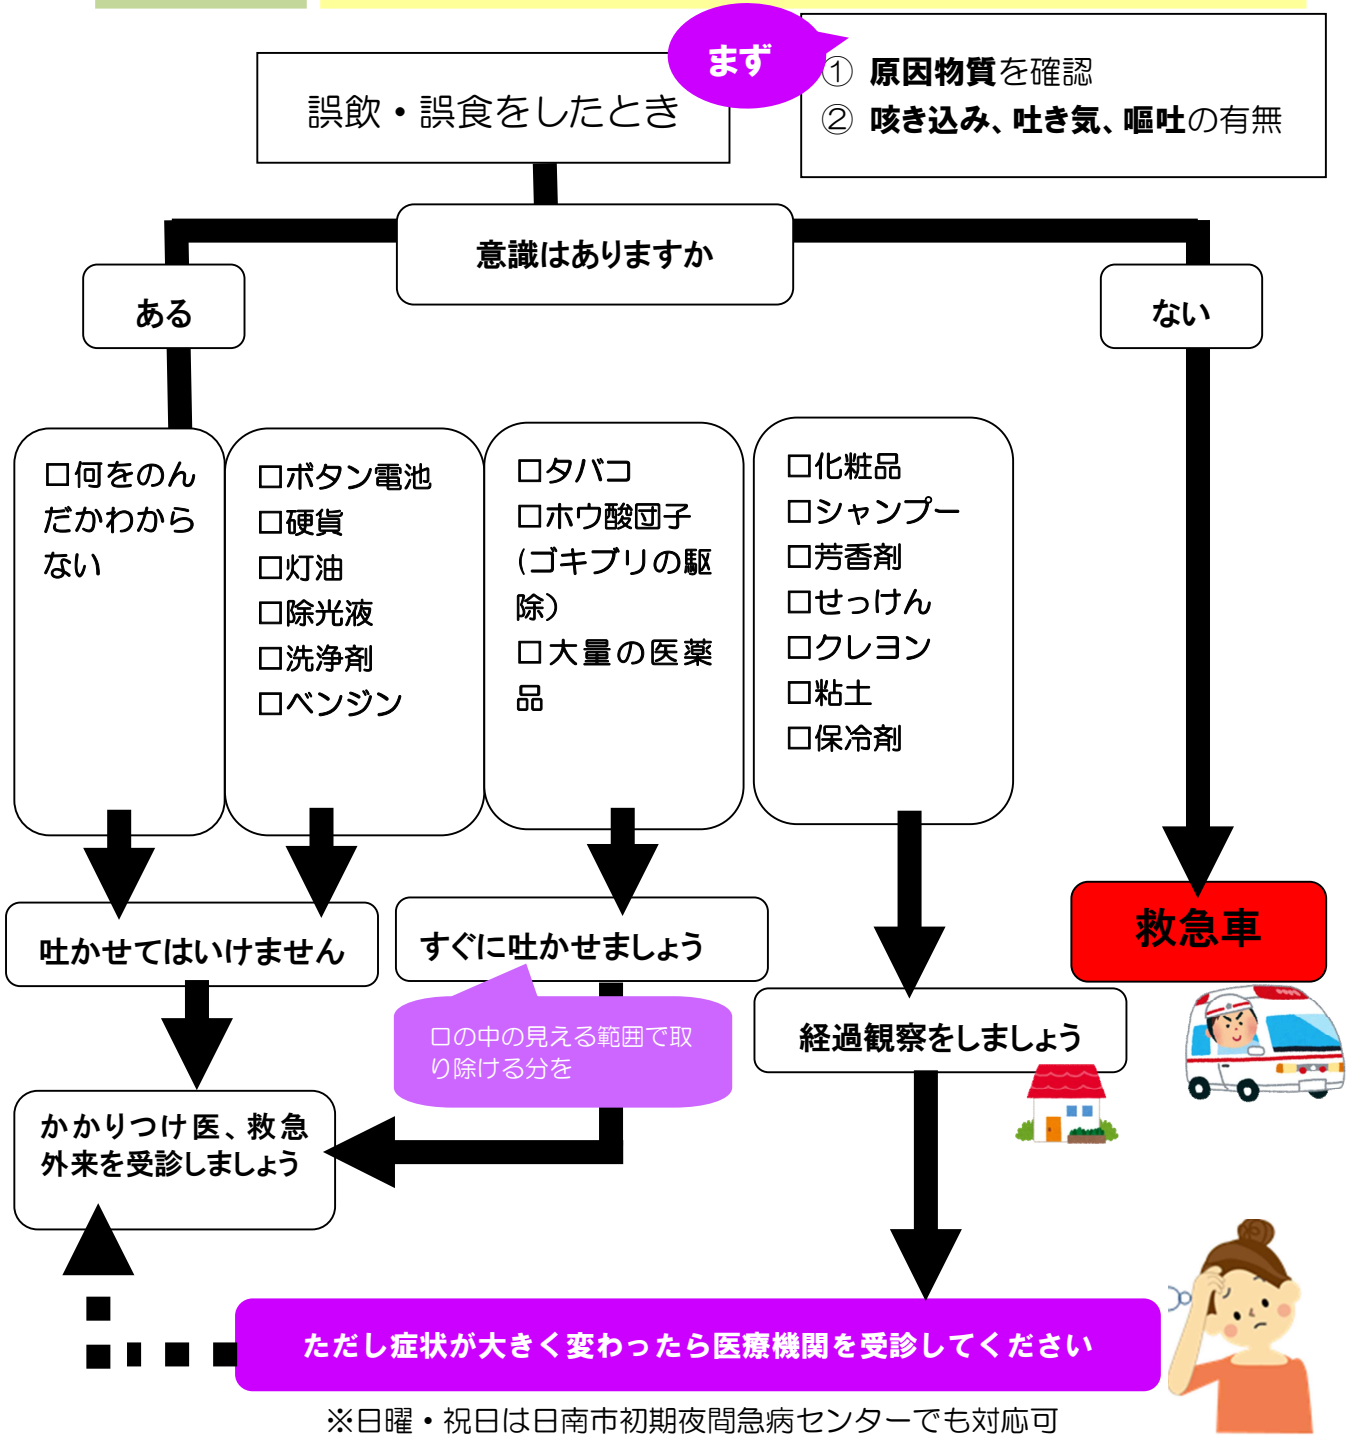 まず
① 原因物質を確認
② 咳き込み、吐き気、嘔吐の有無
誤飲・誤食をしたとき
意識はありますか
ある
ない
□何をのん
だかわから
ない
□ボタン電池
□硬貨
□灯油
□除光液
□洗浄剤
□ベンジン
□タバコ
□ホウ酸団子
(ゴキブリの駆
除）
□大量の医薬
品
□化粧品
□シャンプー
□芳香剤
□せっけん
□クレヨン
□粘土
□保冷剤
吐かせてはいけません
すぐに吐かせましょう
救急車
口の中の見える範囲で取
り除ける分を
経過観察をしましょう
かかりつけ医、救急
外来を受診しましょう
ただし症状が大きく変わったら医療機関を受診してください
※日曜・祝日は日南市初期夜間急病センターでも対応可